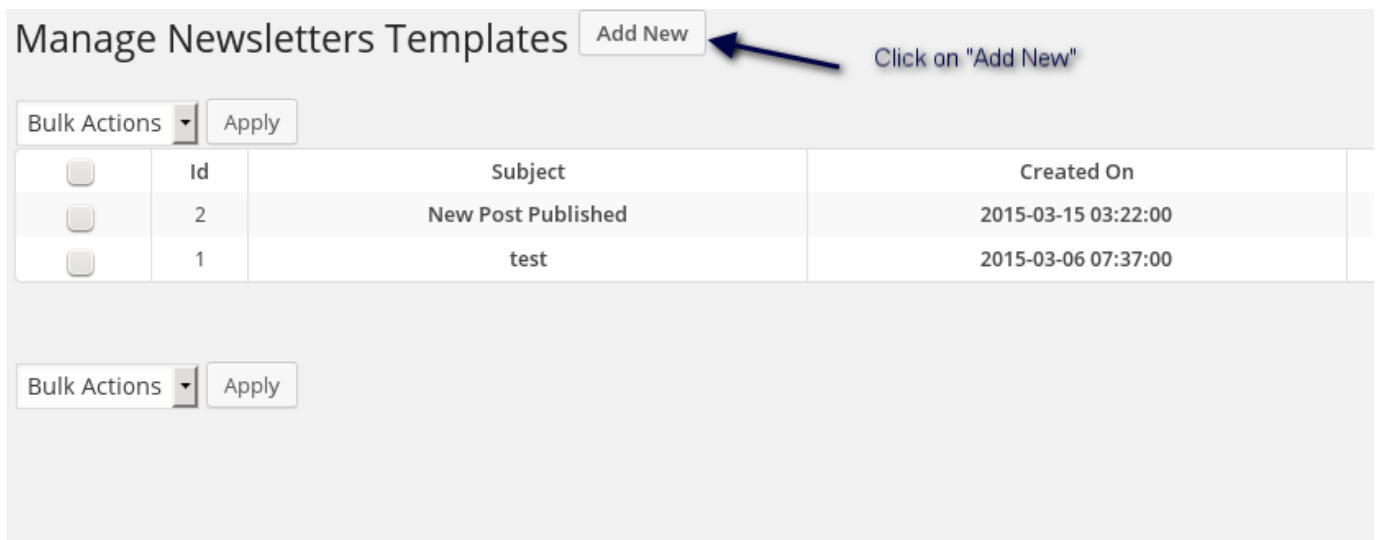 Manage Newsletters Templates Add New
Click on "Add New"
Bulk Actions Apply
Id Subject Created On
2 New Post Published 2015-03-15 03:22:00
1 test 2015-03-06 07:37:00
Bulk Actions Apply